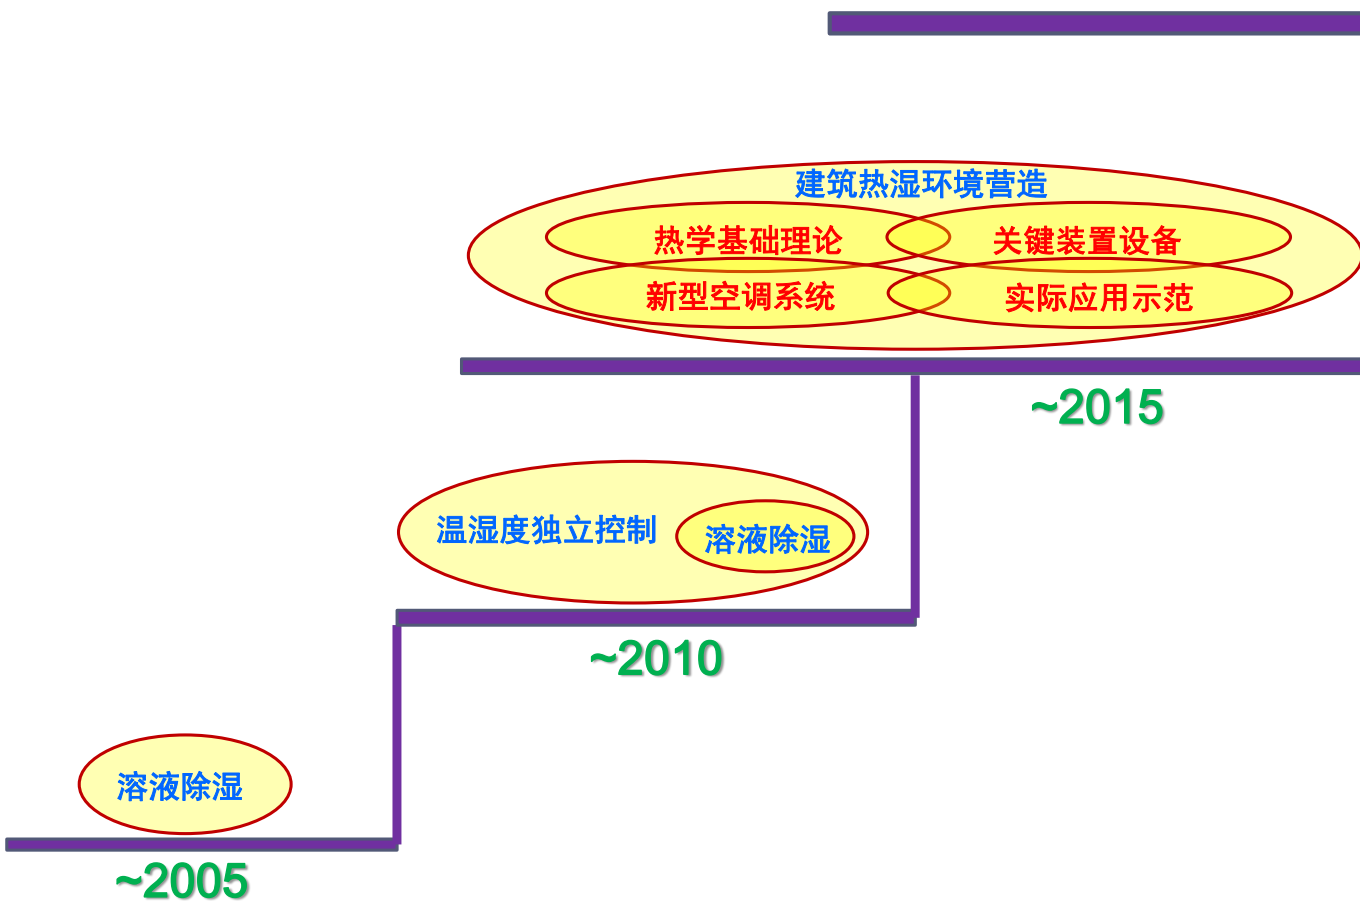 建筑热湿环境营造
热学基础理论
关键装置设备
新型空调系统
实际应用示范
~2015
温湿度独立控制
溶液除湿
~2010
溶液除湿
~2005